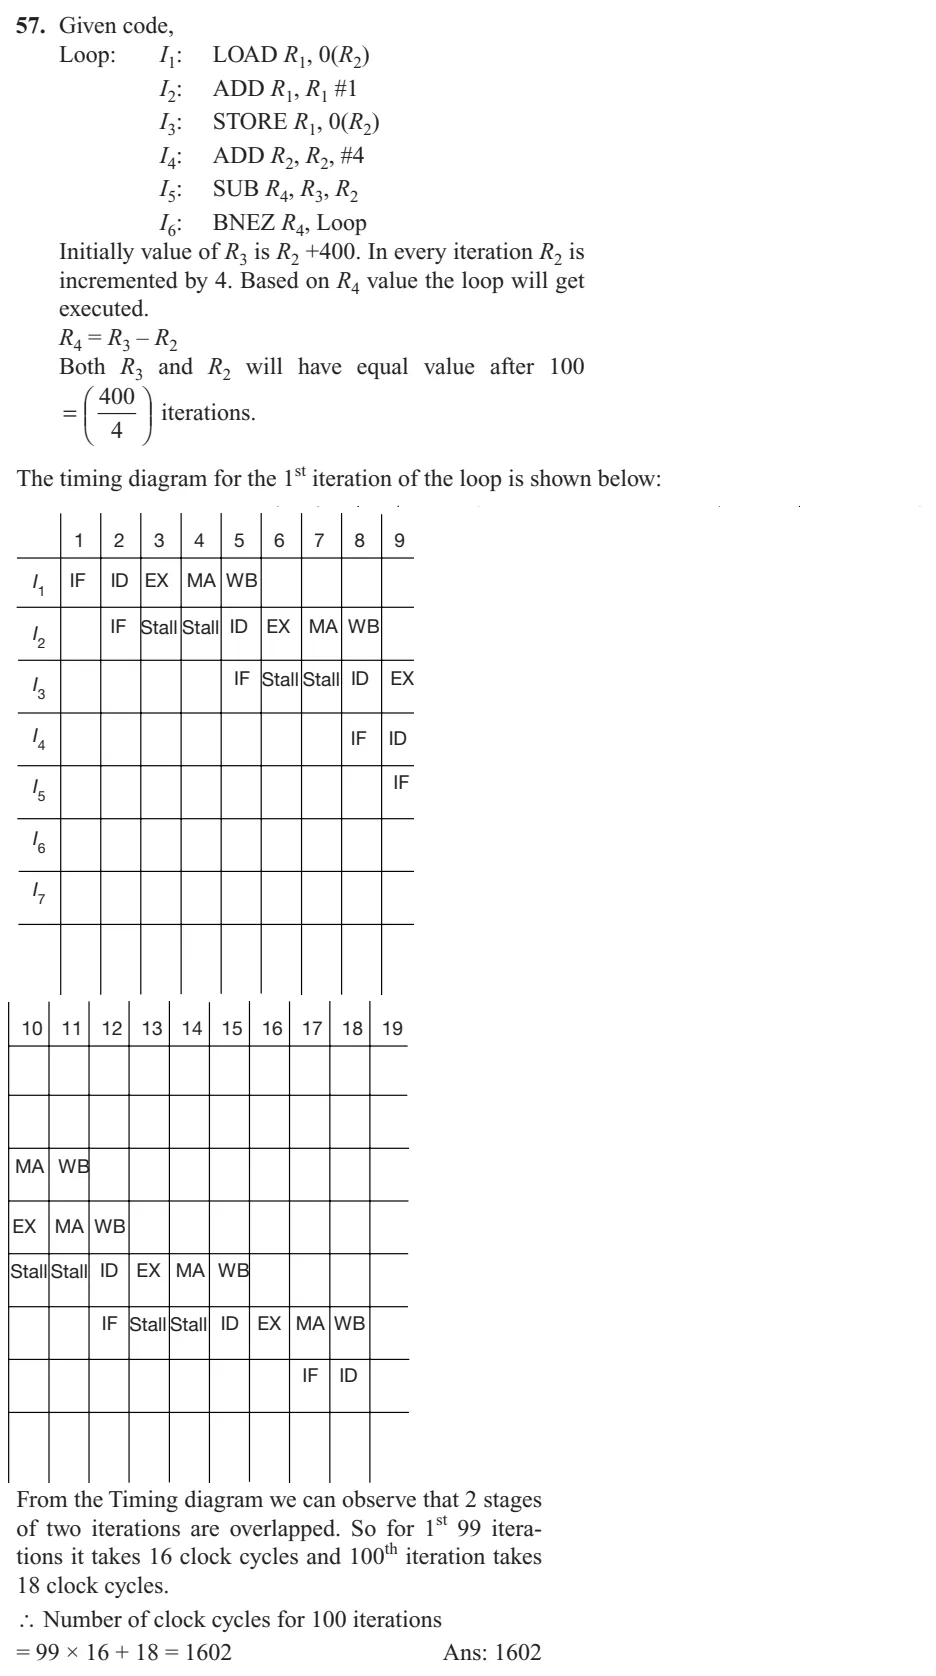 57. Given code,
Loop: I1: LOAD R1, 0(R2)
I2: ADD R1, R1 #1
I3: STORE R1, 0(R2)
I4: ADD R2, R2, #4
I5: SUB R4, R3, R2
I6: BNEZ R4, Loop
Initially value of R3 is R2 +400. In every iteration R2 is
incremented by 4. Based on R4 value the loop will get
executed.
R4 = R3 – R2
Both R3 and R2 will have equal value after 100
= (400/4) iterations.
The timing diagram for the 1st iteration of the loop is shown below:
1 2 3 4 5 6 7 8 9
I1 IF ID EX MA WB
I2 IF Stall Stall ID EX MA WB
I3 IF Stall Stall ID EX
I4 IF ID
I5 IF
I6
I7
10 11 12 13 14 15 16 17 18 19
MA WB
EX MA WB
Stall Stall ID EX MA WB
IF Stall Stall ID EX MA WB
IF ID
From the Timing diagram we can observe that 2 stages
of two iterations are overlapped. So for 1st 99 itera-
tions it takes 16 clock cycles and 100th iteration takes
18 clock cycles.
∴ Number of clock cycles for 100 iterations
= 99 × 16 + 18 = 1602 Ans: 1602